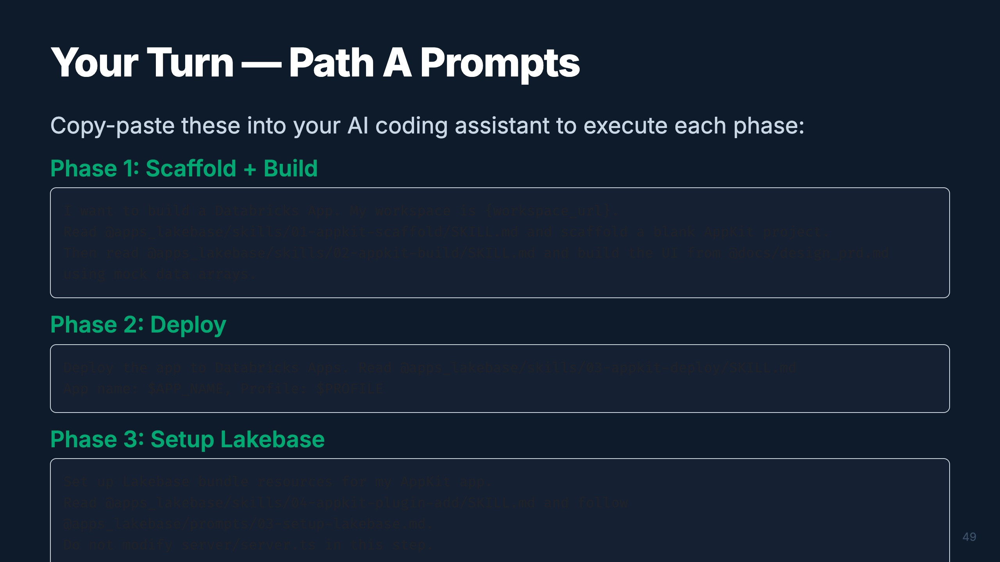 Your Turn — Path A Prompts
Copy-paste these into your AI coding assistant to execute each phase:
Phase 1: Scaffold + Build
I want to build a Databricks App. My workspace is {workspace_url}.
Read @apps_lakebase/skills/01-appkit-scaffold/SKILL.md and scaffold a blank AppKit project.
Then read @apps_lakebase/skills/02-appkit-build/SKILL.md and build the UI from @docs/design_prd.md
using mock data arrays.
Phase 2: Deploy
Deploy the app to Databricks Apps. Read @apps_lakebase/skills/03-appkit-deploy/SKILL.md
App name: $APP_NAME, Profile: $PROFILE
Phase 3: Setup Lakebase
Set up Lakebase bundle resources for my AppKit app.
Read @apps_lakebase/skills/04-appkit-plugin-add/SKILL.md and follow
@apps_lakebase/prompts/03-setup-lakebase.md.
Do not modify server/server.ts in this step.
49